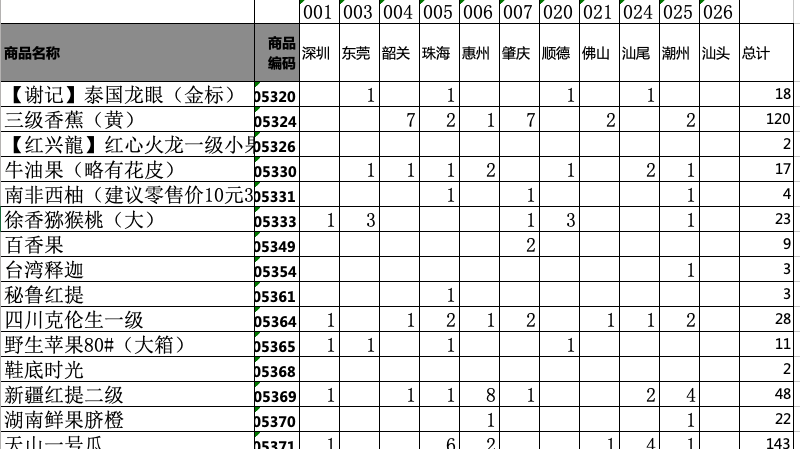 001 003 004 005 006 007 020 021 024 025 026
商品名称 商品编码 深圳 东莞 韶关 珠海 惠州 肇庆 顺德 佛山 汕尾 潮州 汕头 总计
【谢记】泰国龙眼（金标） 05320 1 1 1 1 18
三级香蕉（黄） 05324 7 2 1 7 2 2 120
【红兴龍】红心火龙一级小果 05326 2
牛油果（略有花皮） 05330 1 1 1 2 1 2 1 17
南非西柚（建议零售价10元3 05331 1 1 1 4
徐香猕猴桃（大） 05333 1 3 1 3 1 23
百香果 05349 2 9
台湾释迦 05354 1 3
秘鲁红提 05361 1 3
四川克伦生一级 05364 1 1 2 1 2 1 1 2 28
野生苹果80#（大箱） 05365 1 1 1 1 11
鞋底时光 05368 2
新疆红提二级 05369 1 1 1 8 1 2 4 48
湖南鲜果脐橙 05370 1 1 22
天山一号瓜 05371 1 6 2 1 4 1 143